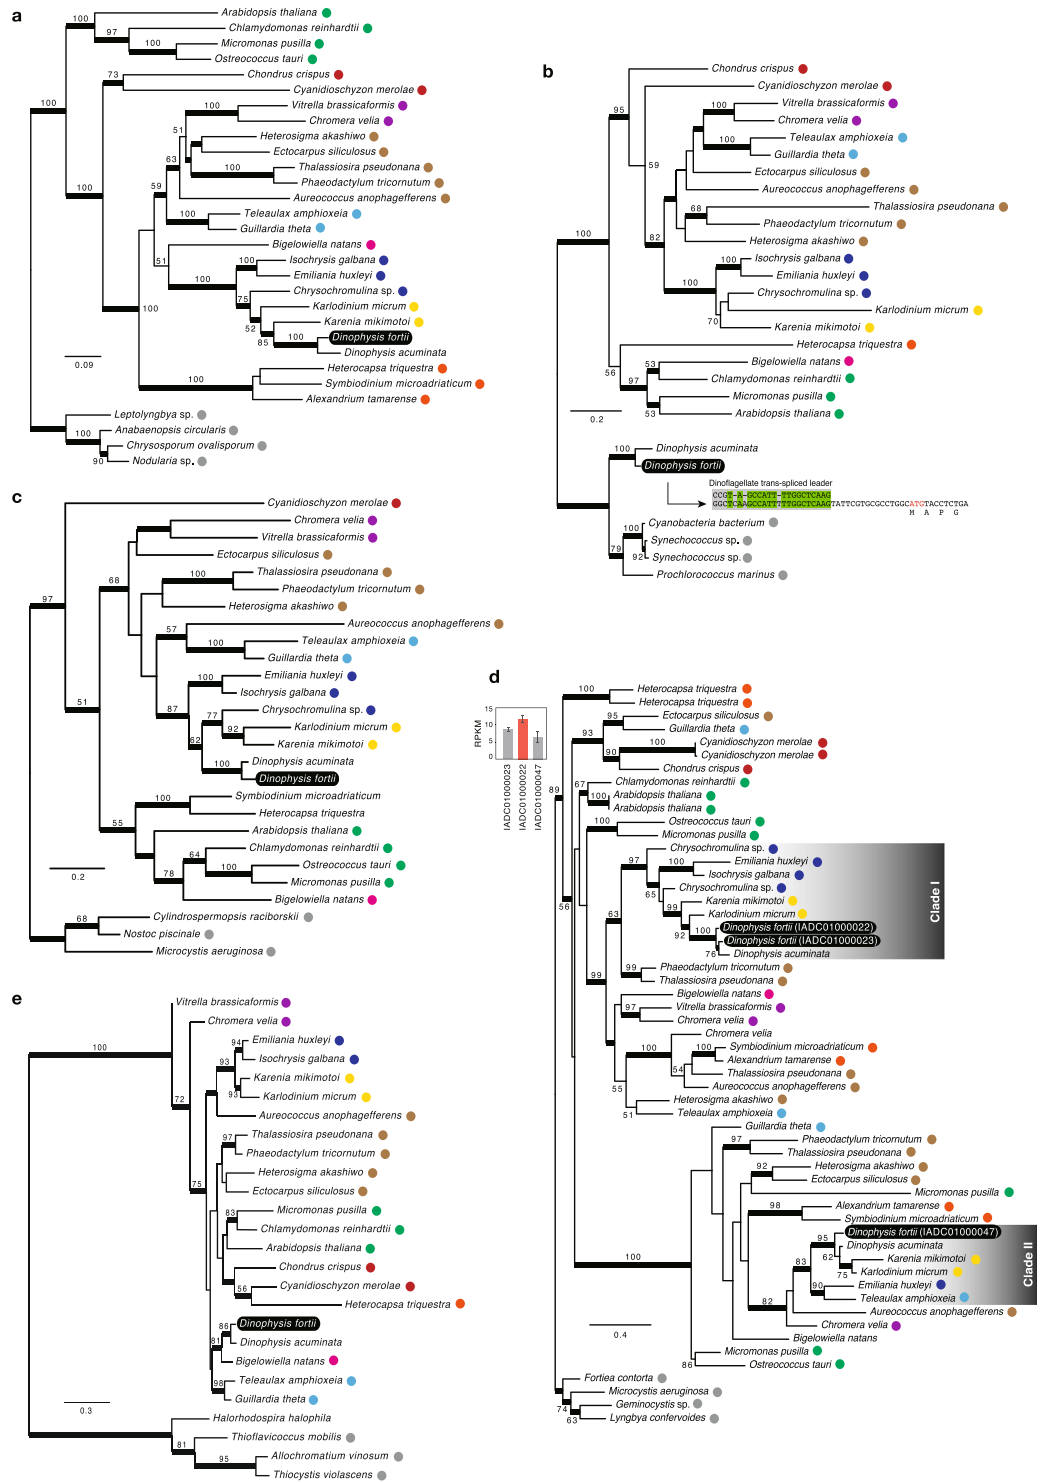 a
Arabidopsis thaliana
100
Chlamydomonas reinhardtii
97
Micromonas pusilla
100
Ostreococcus tauri
Chondrus crispus
73
Cyanidioschyzon merolae
100
Vitrella brassicaformis
100
Chromera velia
51
Heterosigma akashiwo
Ectocarpus siliculosus
63
Thalassiosira pseudonana
100
Phaeodactylum tricornutum
100
59
Aureococcus anophagefferens
Teleaulax amphioxeia
100
Guillardia theta
Bigelowiella natans
51
Isochrysis galbana
100
Emiliania huxleyi
100
Chrysochromulina sp.
75
Karlodinium micrum
100
52
Karenia mikimotoi
85
100
Dinophysis fortii
Dinophysis acuminata
0.09
Heterocapsa triquestra
100
Symbiodinium microadriaticum
Alexandrium tamarense
Leptolyngbya sp.
Anabaenopsis circularis
100
Chrysosporum ovalisporum
90
Nodularia sp.
b
Chondrus crispus
Cyanidioschyzon merolae
95
Vitrella brassicaformis
100
Chromera velia
Teleaulax amphioxeia
100
Guillardia theta
59
Ectocarpus siliculosus
Aureococcus anophagefferens
Thalassiosira pseudonana
68
Phaeodactylum tricornutum
100
82
Heterosigma akashiwo
Isochrysis galbana
100
Emiliania huxleyi
100
Chrysochromulina sp.
Karlodinium micrum
70
Karenia mikimotoi
Heterocapsa triquestra
56
Bigelowiella natans
53
Chlamydomonas reinhardtii
97
Micromonas pusilla
53
Arabidopsis thaliana
0.2
Dinophysis acuminata
100
Dinophysis fortii
Dinoflagellate trans-spliced leader
CCGT-A-GCCATTT-TTGGCTCAAG
GGCTCAAGCCATTTTTGGCTCAAGTATTCGTGCGCCTGGCATGTACCTCTGA
M A P G
Cyanobacteria bacterium
100
Synechococcus sp.
92
Synechococcus sp.
79
Prochlorococcus marinus
c
Cyanidioschyzon merolae
Chromera velia
Vitrella brassicaformis
Ectocarpus siliculosus
68
Thalassiosira pseudonana
100
Phaeodactylum tricornutum
97
Heterosigma akashiwo
Aureococcus anophagefferens
57
Teleaulax amphioxeia
100
Guillardia theta
Emiliania huxleyi
100
Isochrysis galbana
87
Chrysochromulina sp.
51
77
Karlodinium micrum
92
62
Karenia mikimotoi
Dinophysis acuminata
100
Dinophysis fortii
Symbiodinium microadriaticum
Heterocapsa triquestra
55
Arabidopsis thaliana
Chlamydomonas reinhardtii
64
Ostreococcus tauri
100
78
Micromonas pusilla
0.2
Bigelowiella natans
Cylindrospermopsis raciborskii
68
Nostoc piscinale
Microcystis aeruginosa
RPKM
15
10
5
0
IADC01000023
IADC01000022
IADC01000047
d
Heterocapsa triquestra
100
Heterocapsa triquestra
Ectocarpus siliculosus
95
Guillardia theta
93
Cyanidioschyzon merolae
100
Cyanidioschyzon merolae
90
Chondrus crispus
Chlamydomonas reinhardtii
67
Arabidopsis thaliana
89
100
Arabidopsis thaliana
Ostreococcus tauri
Micromonas pusilla
Chrysochromulina sp.
97
Emiliania huxleyi
100
Isochrysis galbana
65
Chrysochromulina sp.
56
Karenia mikimotoi
99
Karlodinium micrum
63
92
100
Dinophysis fortii (IADC01000022)
Dinophysis fortii (IADC01000023)
76
Dinophysis acuminata
Clade I
Phaeodactylum tricornutum
99
99
Thalassiosira pseudonana
Bigelowiella natans
Vitrella brassicaformis
97
Chromera velia
Chromera velia
100
Symbiodinium microadriaticum
100
Alexandrium tamarense
54
Thalassiosira pseudonana
55
Aureococcus anophagefferens
Heterosigma akashiwo
51
Teleaulax amphioxeia
Guillardia theta
Phaeodactylum tricornutum
97
Thalassiosira pseudonana
Heterosigma akashiwo
92
Ectocarpus siliculosus
Micromonas pusilla
Alexandrium tamarense
98
Symbiodinium microadriaticum
Dinophysis fortii (IADC01000047)
95
Dinophysis acuminata
62
Karenia mikimotoi
100
83
75
Karlodinium micrum
Emiliania huxleyi
90
Teleaulax amphioxeia
82
Aureococcus anophagefferens
Clade II
Chromera velia
0.4
Bigelowiella natans
Micromonas pusilla
86
Ostreococcus tauri
Fortiea contorta
Microcystis aeruginosa
Geminocystis sp.
74
63
Lyngbya confervoides
e
Vitrella brassicaformis
Chromera velia
Emiliania huxleyi
94
100
Isochrysis galbana
93
Karenia mikimotoi
93
Karlodinium micrum
72
Aureococcus anophagefferens
Thalassiosira pseudonana
97
Phaeodactylum tricornutum
Heterosigma akashiwo
75
Ectocarpus siliculosus
Micromonas pusilla
83
Chlamydomonas reinhardtii
Arabidopsis thaliana
Chondrus crispus
Cyanidioschyzon merolae
56
Heterocapsa triquestra
Dinophysis fortii
86
Dinophysis acuminata
81
Bigelowiella natans
Teleaulax amphioxeia
98
Guillardia theta
0.3
Halorhodospira halophila
Thioflavicoccus mobilis
81
Allochromatium vinosum
95
Thiocystis violascens